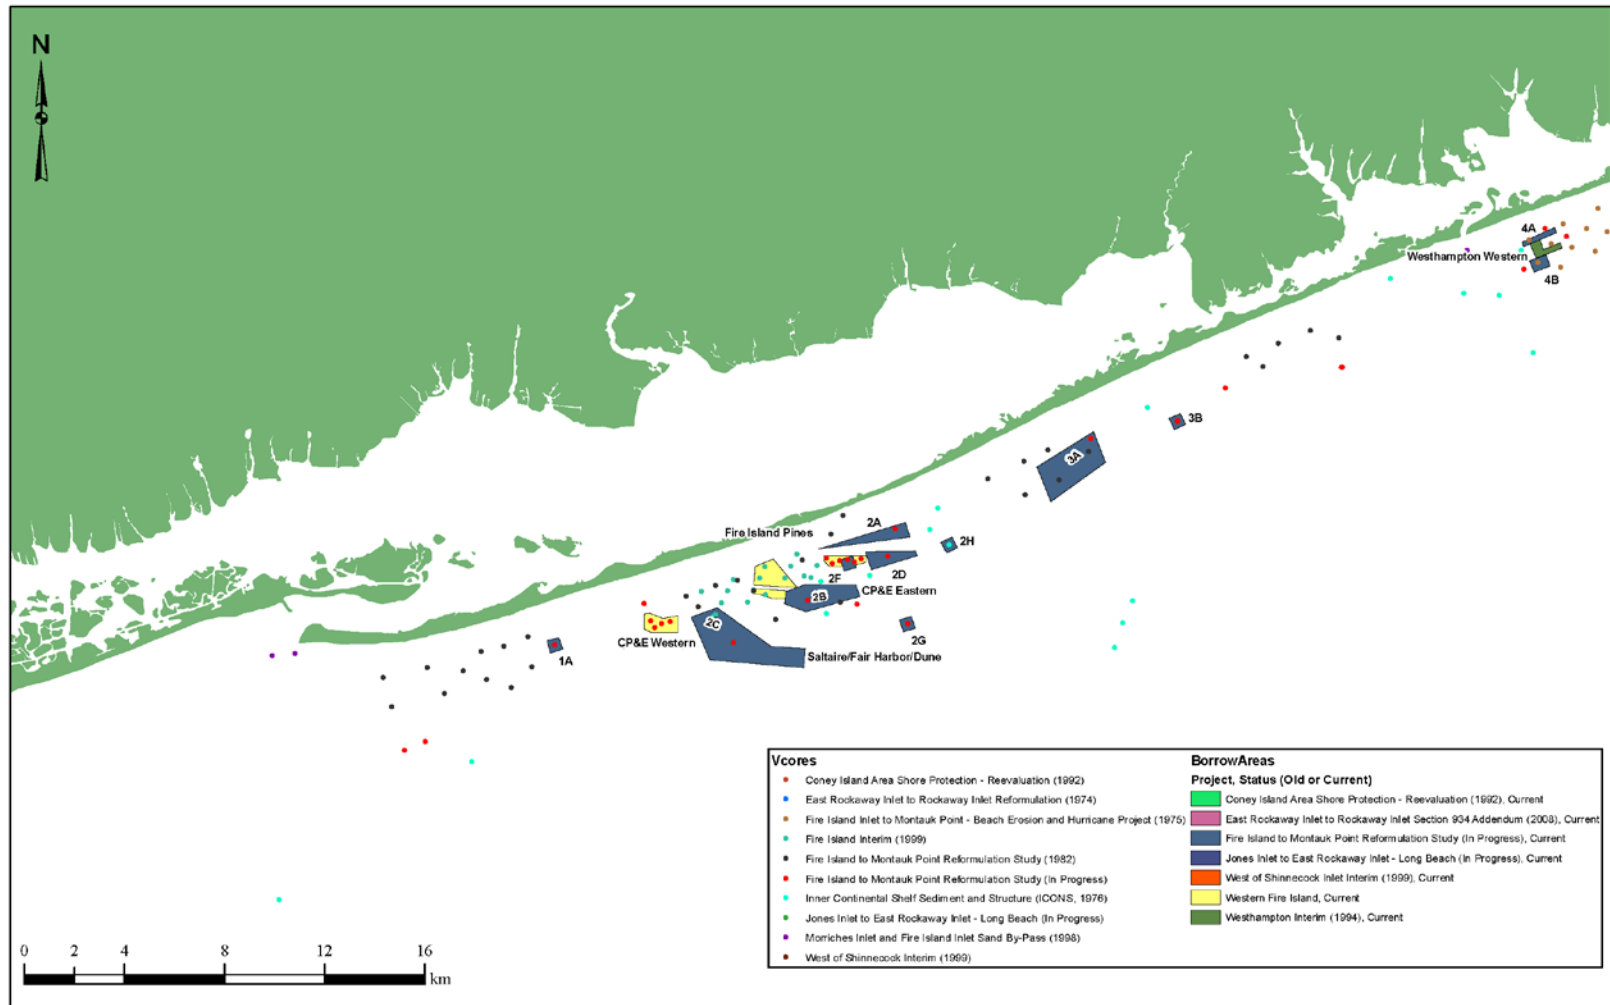 N
4A
Westhampton Western
4B
3B
3A
Fire Island Pines
2A
2H
2F
2D
CP&E Eastern
2B
2C
2G
CP&E Western
Saltaire/Fair Harbor/Dune
1A
Vcores
Coney Island Area Shore Protection - Reevaluation (1992)
East Rockaway Inlet to Rockaway Inlet Reformulation (1974)
Fire Island Inlet to Montauk Point - Beach Erosion and Hurricane Project (1975)
Fire Island Interim (1999)
Fire Island to Montauk Point Reformulation Study (1982)
Fire Island to Montauk Point Reformulation Study (In Progress)
Inner Continental Shelf Sediment and Structure (ICONS, 1976)
Jones Inlet to East Rockaway Inlet - Long Beach (In Progress)
Morriches Inlet and Fire Island Inlet Sand By-Pass (1998)
West of Shinnecock Interim (1999)
BorrowAreas
Project, Status (Old or Current)
Coney Island Area Shore Protection - Reevaluation (1992), Current
East Rockaway Inlet to Rockaway Inlet Section 934 Addendum (2008), Current
Fire Island to Montauk Point Reformulation Study (In Progress), Current
Jones Inlet to East Rockaway Inlet - Long Beach (In Progress), Current
West of Shinnecock Inlet Interim (1999), Current
Western Fire Island, Current
Westhampton Interim (1994), Current
0 2 4 8 12 16
km